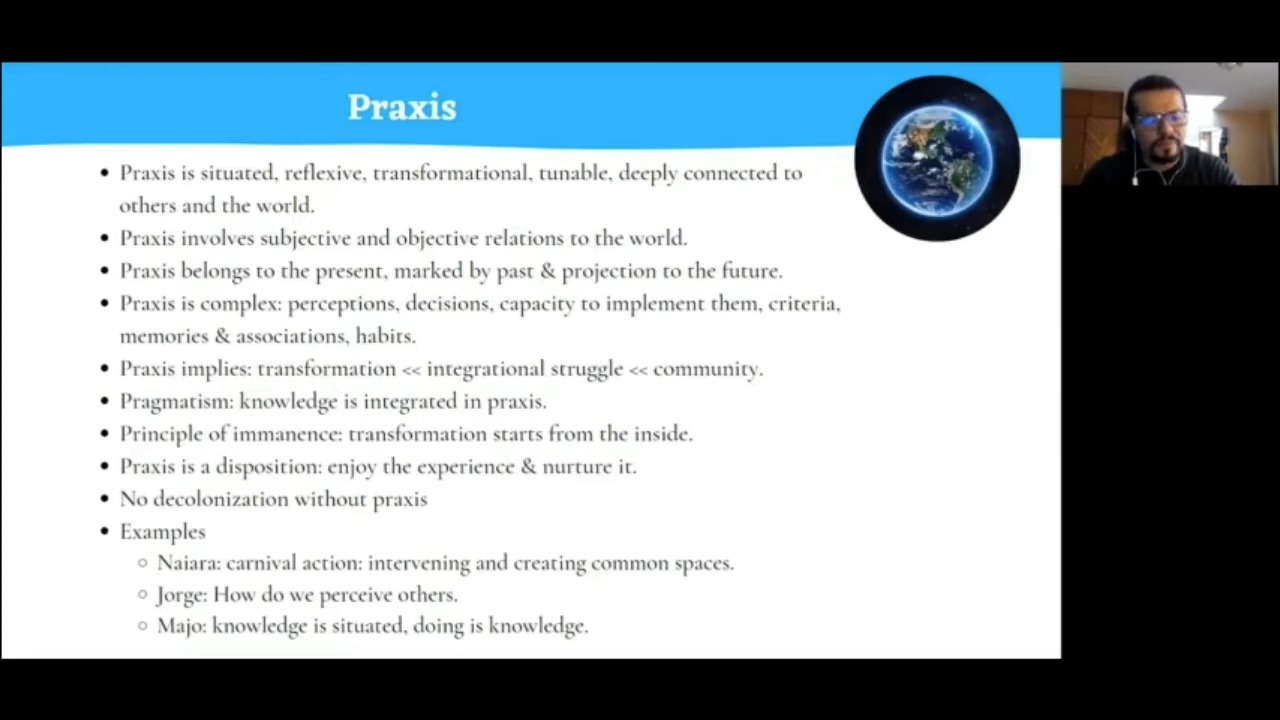 Praxis
• Praxis is situated, reflexive, transformational, tunable, deeply connected to
others and the world.
• Praxis involves subjective and objective relations to the world.
• Praxis belongs to the present, marked by past & projection to the future.
• Praxis is complex: perceptions, decisions, capacity to implement them, criteria,
memories & associations, habits.
• Praxis implies: transformation << integrational struggle << community.
• Pragmatism: knowledge is integrated in praxis.
• Principle of immanence: transformation starts from the inside.
• Praxis is a disposition: enjoy the experience & nurture it.
• No decolonization without praxis
• Examples
○ Naiara: carnival action: intervening and creating common spaces.
○ Jorge: How do we perceive others.
○ Majo: knowledge is situated, doing is knowledge.